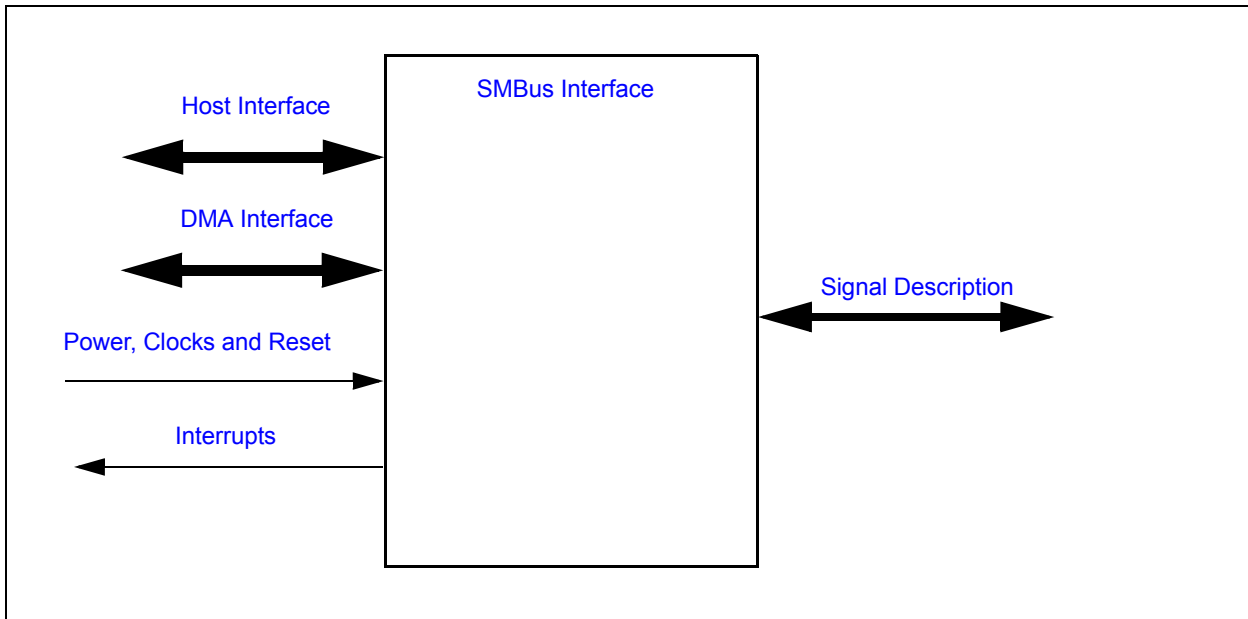 SMBus Interface
Host Interface
DMA Interface
Signal Description
Power, Clocks and Reset
Interrupts